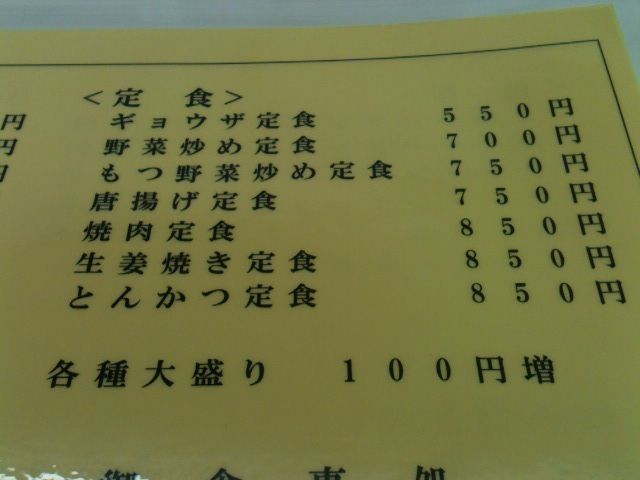 <定 食>
円 ギョウザ定食 550円
円 野菜炒め定食 700円
円 もつ野菜炒め定食 750円
唐揚げ定食 750円
焼肉定食 850円
生姜焼き定食 850円
とんかつ定食 850円
各種大盛り 100円増
御食事処